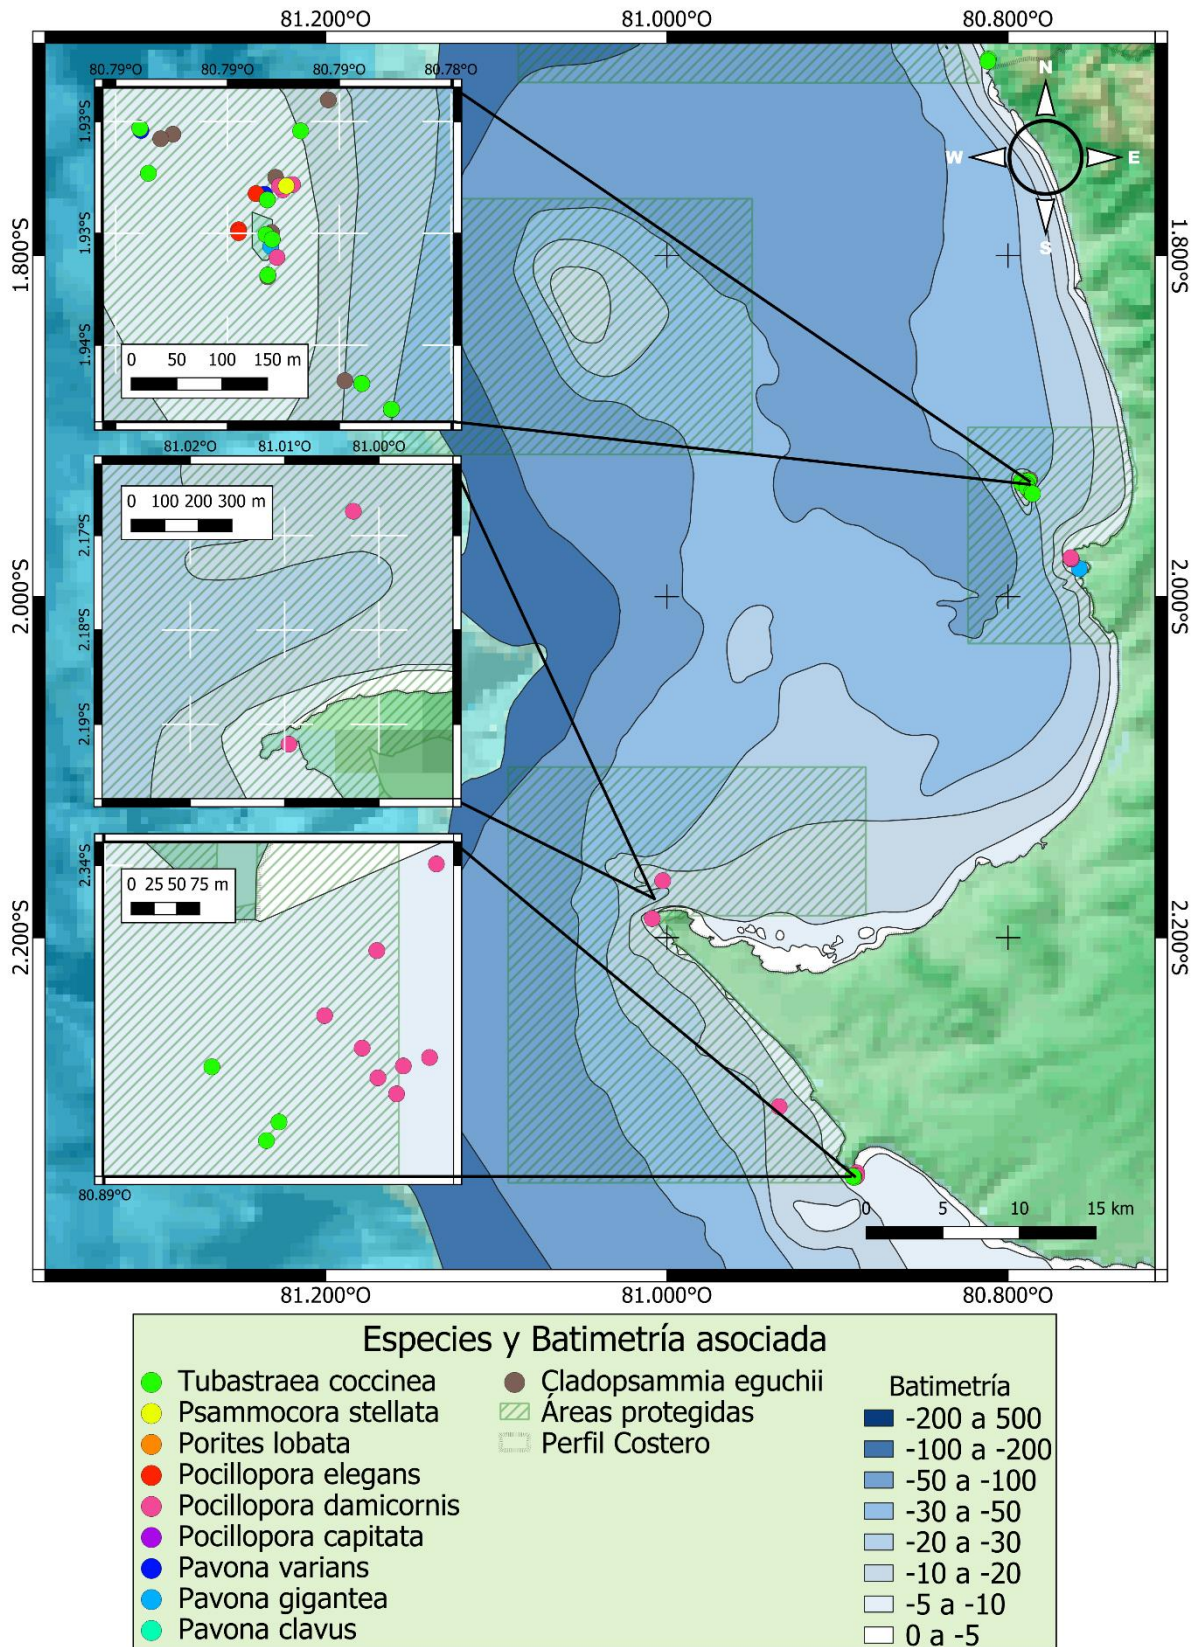 81.200°O 81.000°O 80.800°O
80.79°O 80.79°O 80.79°O 80.78°O
N
W E
S
1.93°S
1.93°S
1.94°S
1.800°S 1.800°S
0 50 100 150 m
81.02°O 81.01°O 81.00°O
0 100 200 300 m
2.17°S
2.18°S
2.19°S
2.000°S 2.000°S
2.34°S
0 25 50 75 m
2.200°S 2.200°S
80.89°O
0 5 10 15 km
81.200°O 81.000°O 80.800°O
Especies y Batimetría asociada
Tubastraea coccinea
Psammocora stellata
Porites lobata
Pocillopora elegans
Pocillopora damicornis
Pocillopora capitata
Pavona varians
Pavona gigantea
Pavona clavus
Cladopsammia eguchii
Áreas protegidas
Perfil Costero
Batimetría
-200 a 500
-100 a -200
-50 a -100
-30 a -50
-20 a -30
-10 a -20
-5 a -10
0 a -5